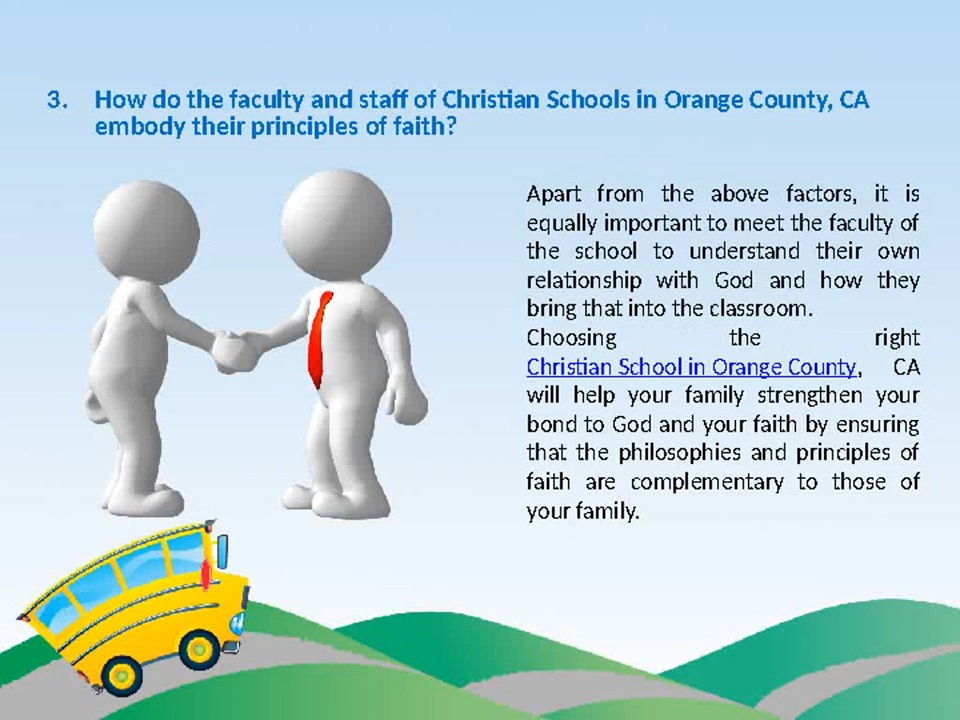 3. How do the faculty and staff of Christian Schools in Orange County, CA
embody their principles of faith?
Apart from the above factors, it is
equally important to meet the faculty of
the school to understand their own
relationship with God and how they
bring that into the classroom.
Choosing the right
Christian School in Orange County, CA
will help your family strengthen your
bond to God and your faith by ensuring
that the philosophies and principles of
faith are complementary to those of
your family.